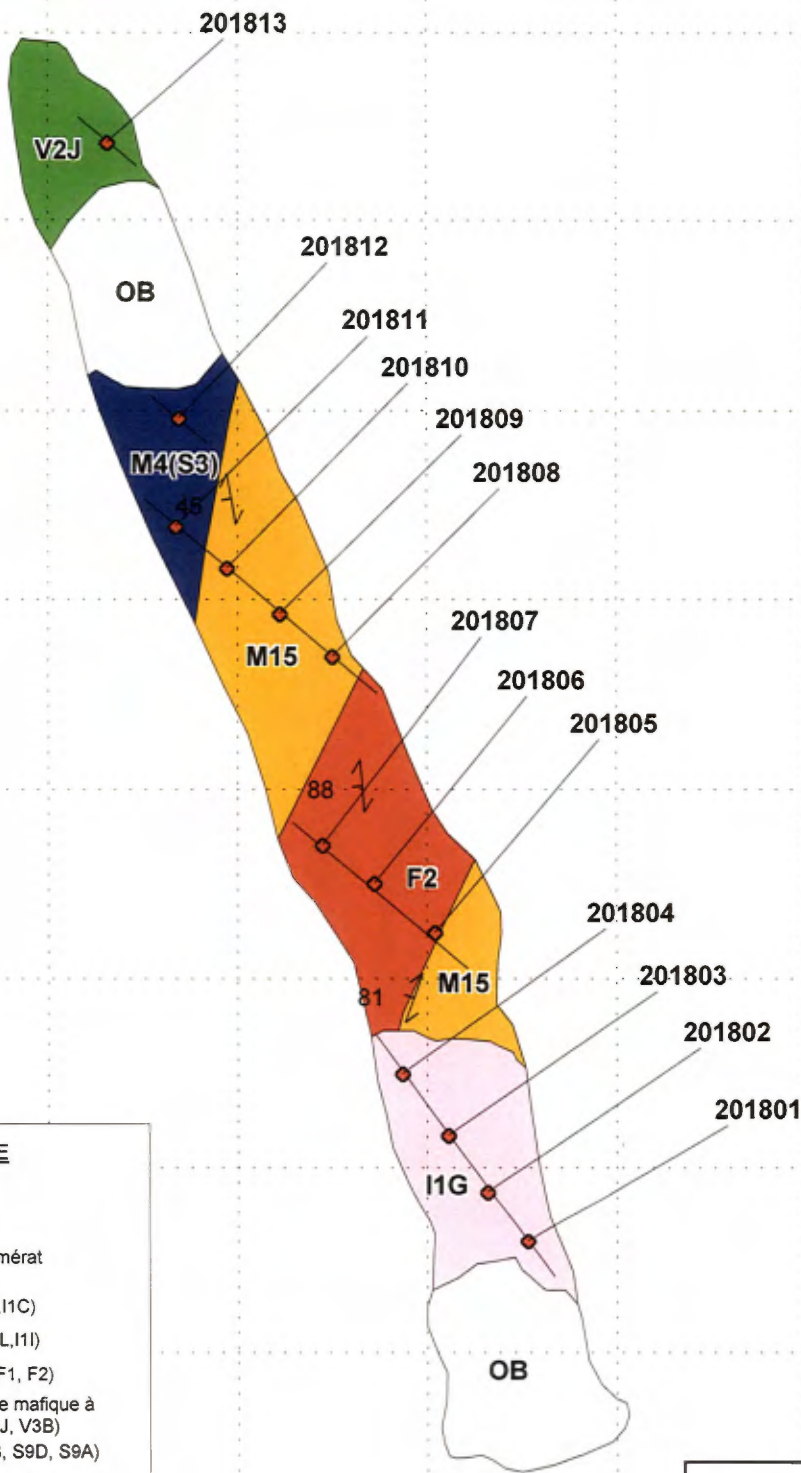 201813
V2J
201812
OB
201811
201810
201809
M4(S3)
201808
45
201807
M15
201806
201805
88
F2
201804
M15
201803
81
201802
201801
I1G
OB
E
mérat
,I1C)
L,I1I)
F1, F2)
e mafique à
J, V3B)
, S9D, S9A)